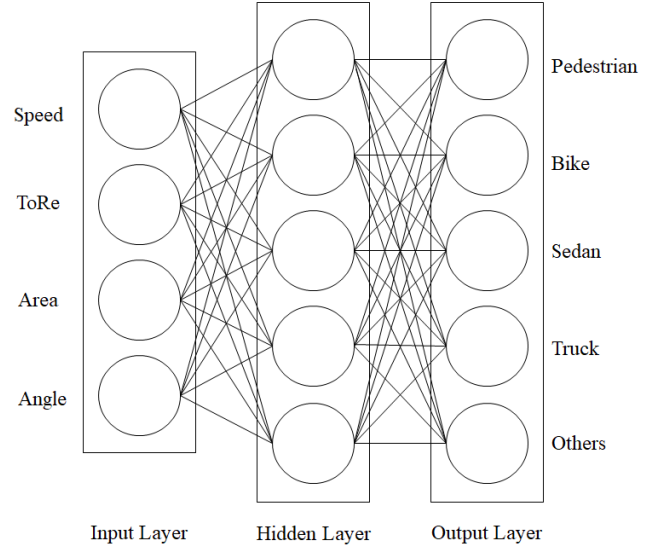 Speed
ToRe
Area
Angle
Pedestrian
Bike
Sedan
Truck
Others
Input Layer
Hidden Layer
Output Layer